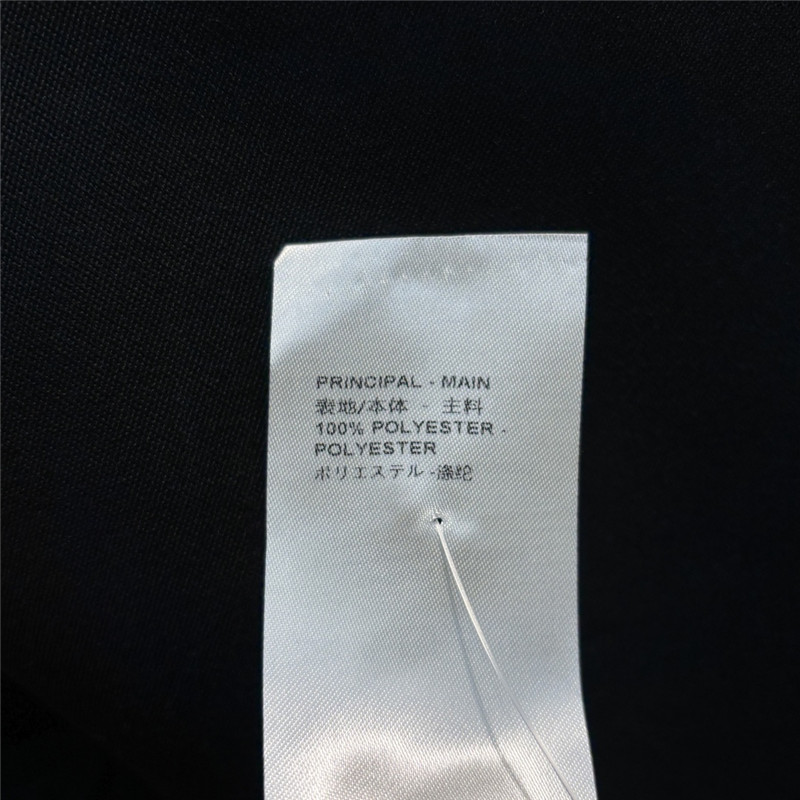 PRINCIPAL - MAIN
表地/本体 - 主料
100% POLYESTER -
POLYESTER
ポリエステル -涤纶